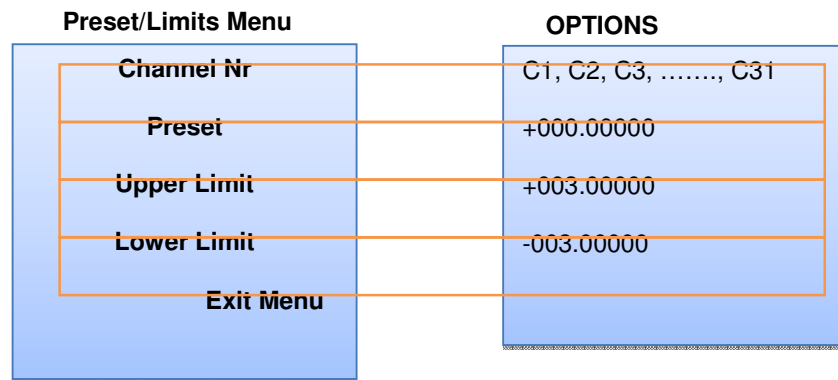 Preset/Limits Menu OPTIONS
Channel Nr C1, C2, C3, ……., C31
Preset +000.00000
Upper Limit +003.00000
Lower Limit -003.00000
Exit Menu